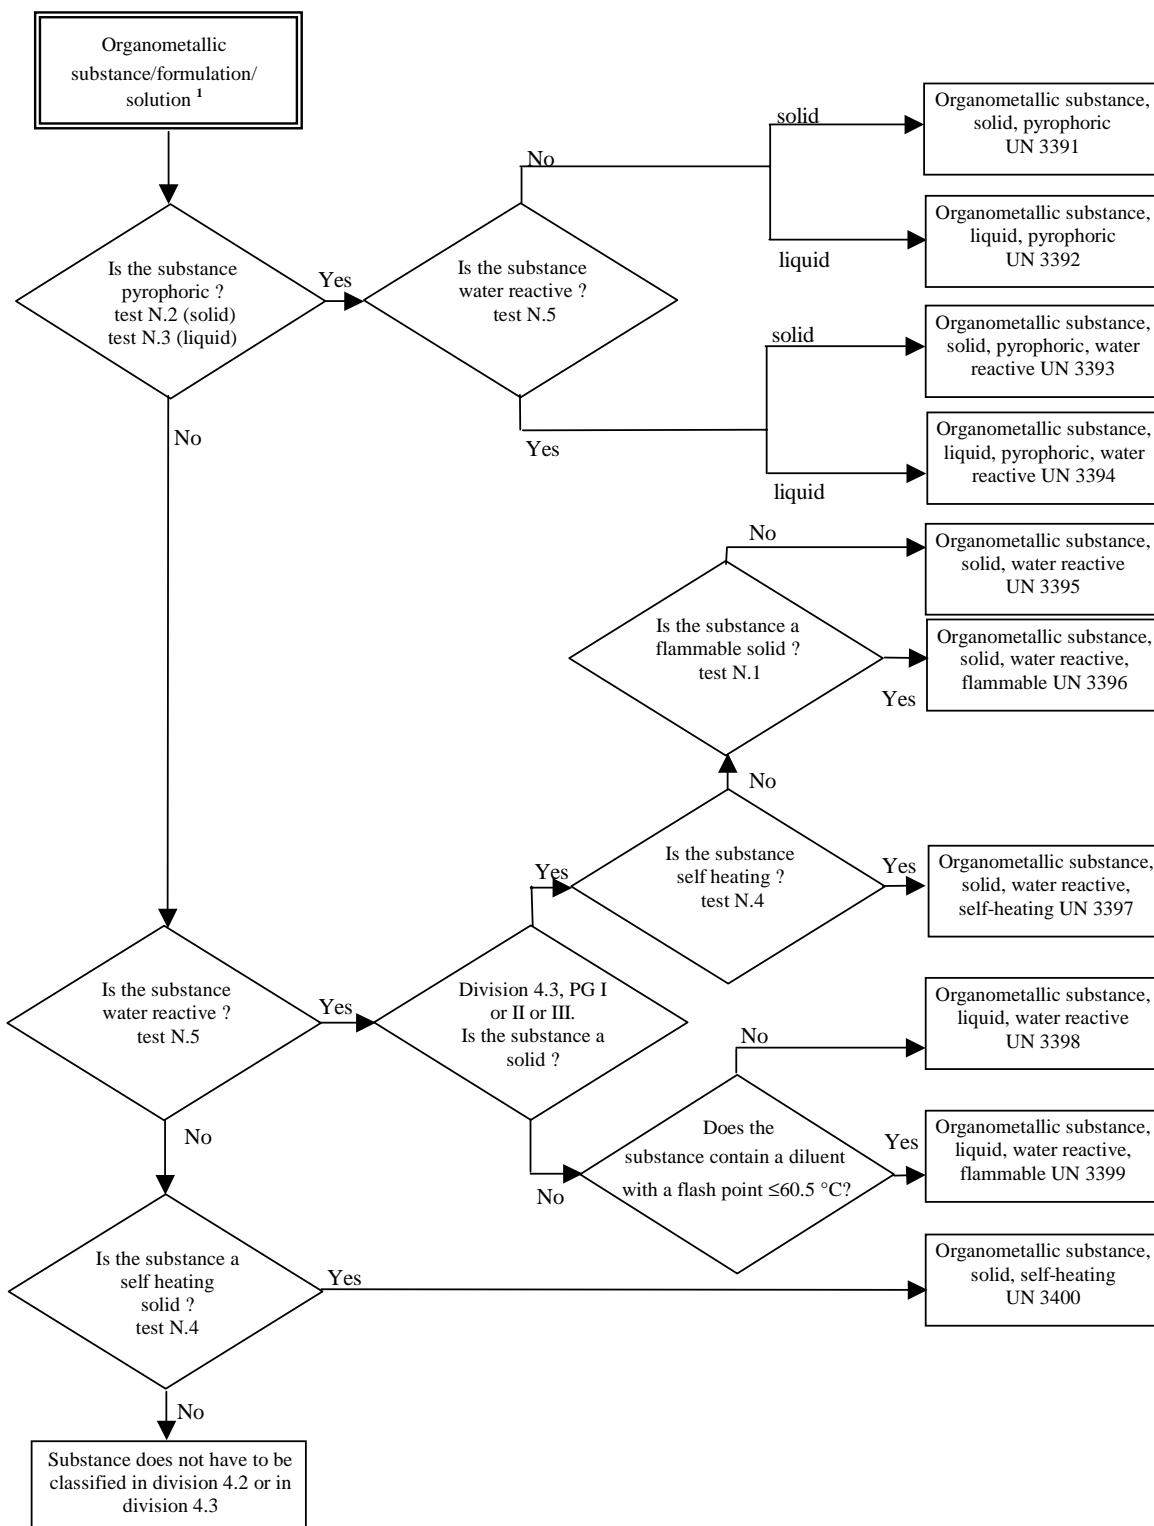 Organometallic
substance/formulation/
solution 1
Is the substance
pyrophoric ?
test N.2 (solid)
test N.3 (liquid)
Yes
No
Is the substance
water reactive ?
test N.5
No
Yes
solid
liquid
Organometallic substance,
solid, pyrophoric
UN 3391
Organometallic substance,
liquid, pyrophoric
UN 3392
solid
liquid
Organometallic substance,
solid, pyrophoric, water
reactive UN 3393
Organometallic substance,
liquid, pyrophoric, water
reactive UN 3394
No
Organometallic substance,
solid, water reactive
UN 3395
Is the substance a
flammable solid ?
test N.1
Yes
Organometallic substance,
solid, water reactive,
flammable UN 3396
No
Is the substance
self heating ?
test N.4
Yes
Organometallic substance,
solid, water reactive,
self-heating UN 3397
Yes
Is the substance
water reactive ?
test N.5
Yes
Division 4.3, PG I
or II or III.
Is the substance a
solid ?
No
No
Organometallic substance,
liquid, water reactive
UN 3398
Does the
substance contain a diluent
with a flash point ≤60.5 °C?
Yes
Organometallic substance,
liquid, water reactive,
flammable UN 3399
No
Is the substance a
self heating
solid ?
test N.4
Yes
Organometallic substance,
solid, self-heating
UN 3400
No
Substance does not have to be
classified in division 4.2 or in
division 4.3